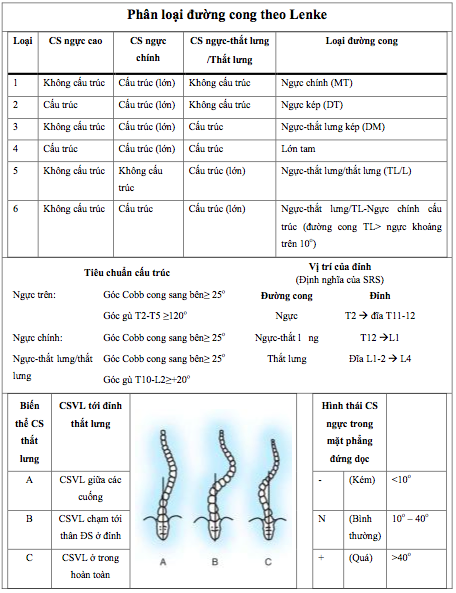 Phân loại đường cong theo Lenke
Loại CS ngực cao CS ngực chính CS ngực-thắt lưng /Thắt lưng Loại đường cong
1 Không cấu trúc Cấu trúc (lớn) Không cấu trúc Ngực chính (MT)
2 Cấu trúc Cấu trúc (lớn) Không cấu trúc Ngực kép (DT)
3 Không cấu trúc Cấu trúc (lớn) Cấu trúc Ngực-thắt lưng kép (DM)
4 Cấu trúc Cấu trúc (lớn) Cấu trúc Lớn tam
5 Không cấu trúc Không cấu trúc Cấu trúc (lớn) Ngực-thắt lưng/thắt lưng (TL/L)
6 Không cấu trúc Cấu trúc Cấu trúc (lớn) Ngực-thắt lưng/TL-Ngực chính cấu
trúc (đường cong TL> ngực khoảng
trên 10°)
Tiêu chuẩn cấu trúc
Ngực trên: Góc Cobb cong sang bên≥ 25°
Góc gù T2-T5 ≥120°
Ngực chính: Góc Cobb cong sang bên≥ 25°
Ngực-thắt lưng/thắt lưng Góc Cobb cong sang bên≥ 25°
Góc gù T10-L2≥+20°
Vị trí của đỉnh
(Định nghĩa của SRS)
Đường cong Đỉnh
Ngực T2 → đĩa T11-12
Ngực-thắt l ng T12 →L1
Thắt lưng Đĩa L1-2 → L4
Biến thể CS thắt lưng CSVL tới đỉnh thắt lưng
A CSVL giữa các cuống
B CSVL chạm tới thân ĐS ở đỉnh
C CSVL ở trong hoàn toàn
A B C
Hình thái CS ngực trong mặt phẳng đứng dọc
- (Kém) <10°
N (Bình thường) 10° – 40°
+ (Quá) >40°